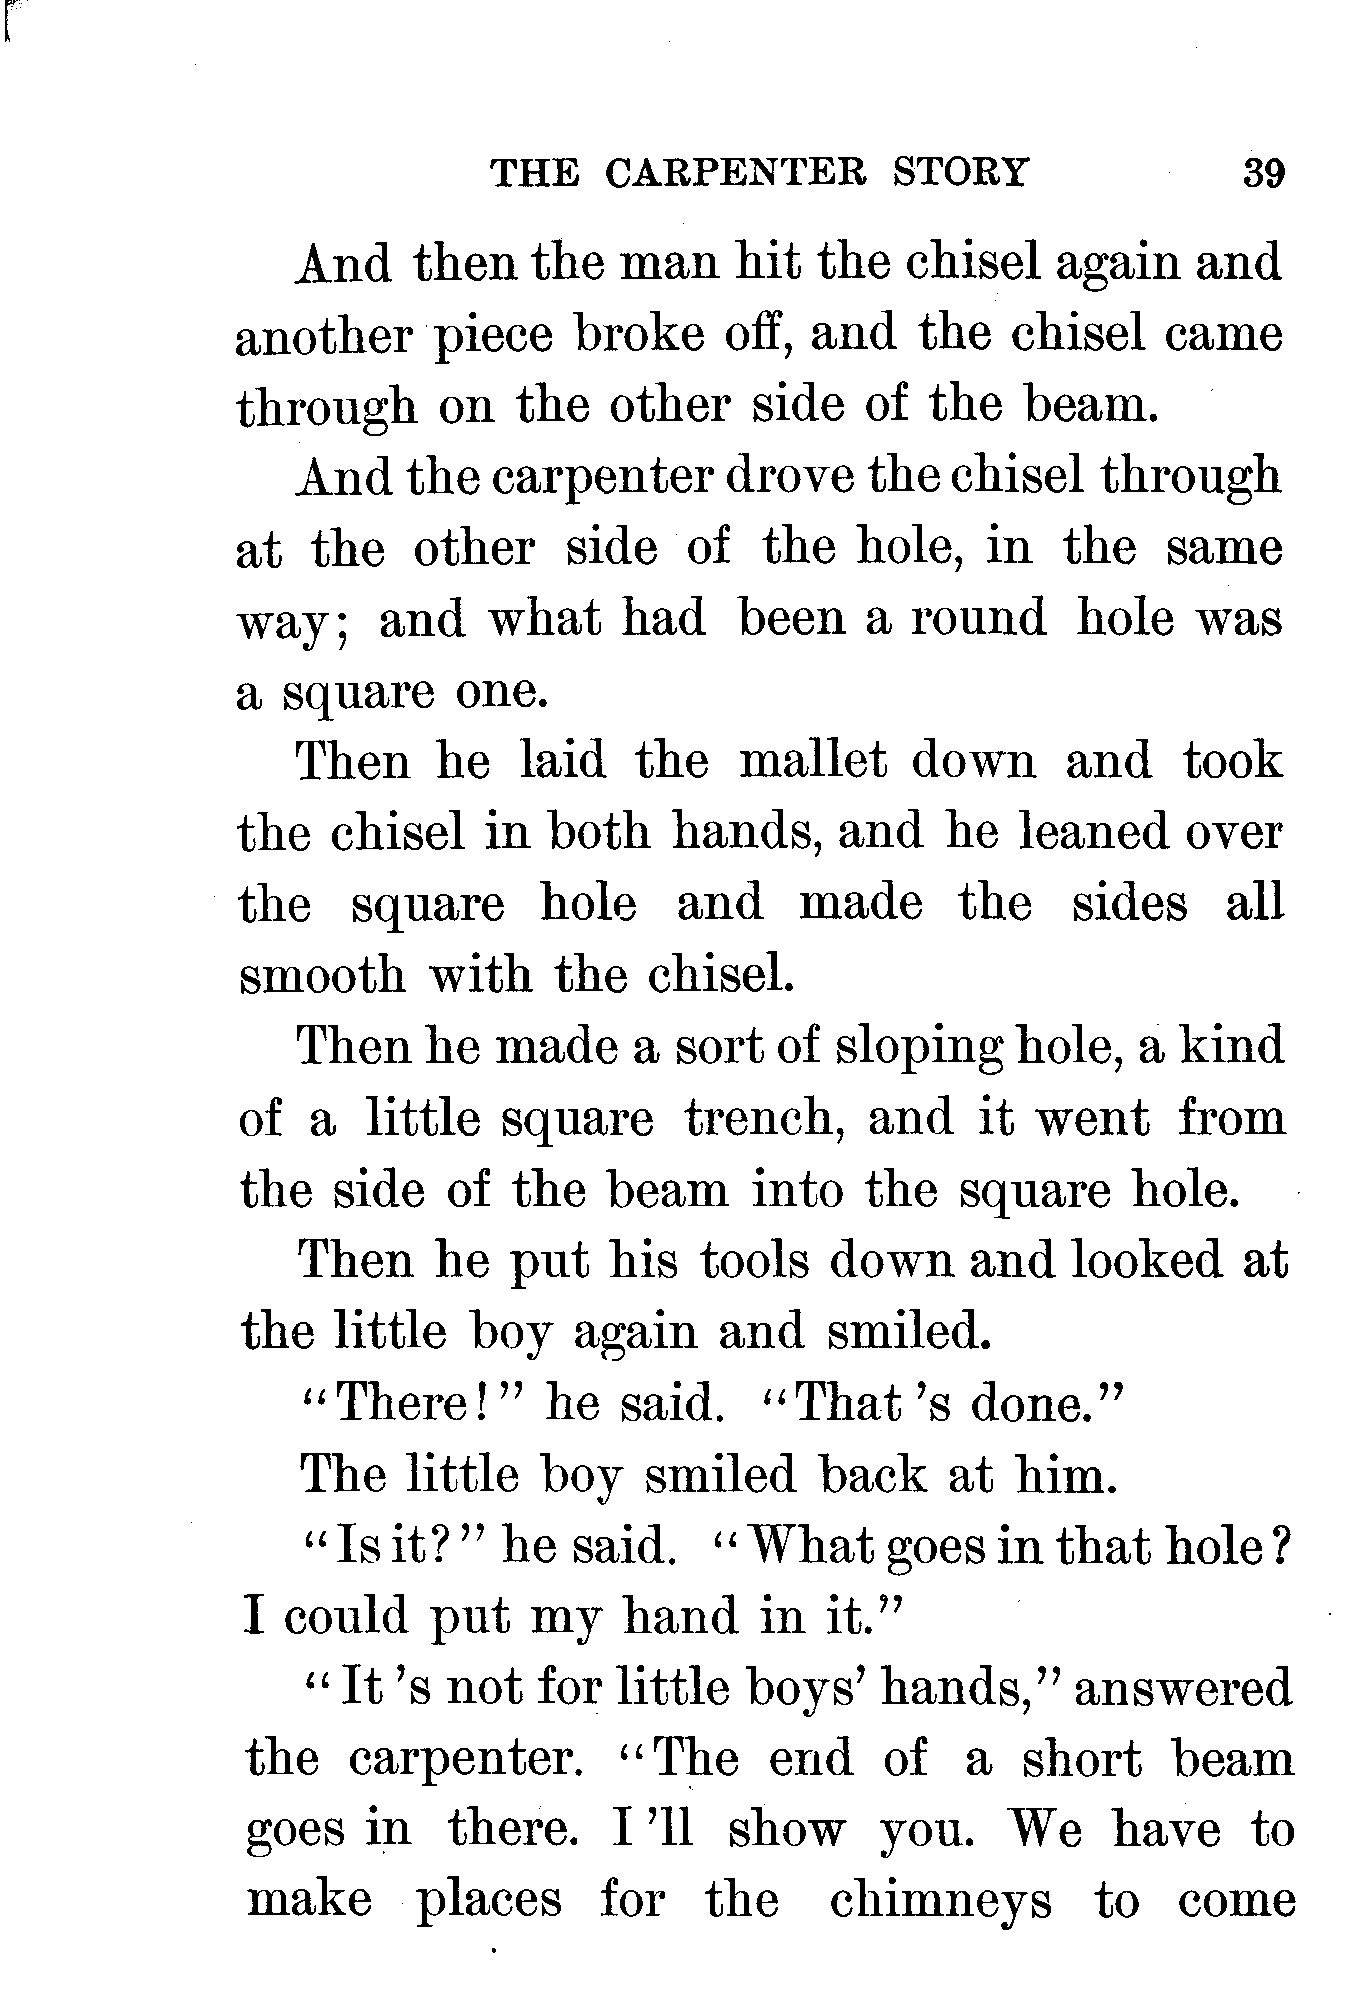 THE CARPENTER STORY 39
And then the man hit the chisel again and
another piece broke off, and the chisel came
through on the other side of the beam.
And the carpenter drove the chisel through
at the other side of the hole, in the same
way; and what had been a round hole was
a square one.
Then he laid the mallet down and took
the chisel in both hands, and he leaned over
the square hole and made the sides all
smooth with the chisel.
Then he made a sort of sloping hole, a kind
of a little square trench, and it went from
the side of the beam into the square hole.
Then he put his tools down and looked at
the little boy again and smiled.
"There!" he said. "That 's done."
The little boy smiled back at him.
"Is it?" he said. "What goes in that hole?
I could put my hand in it."
"It 's not for little boys' hands," answered
the carpenter. "The end of a short beam
goes in there. I 'll show you. We have to
make places for the chimneys to come